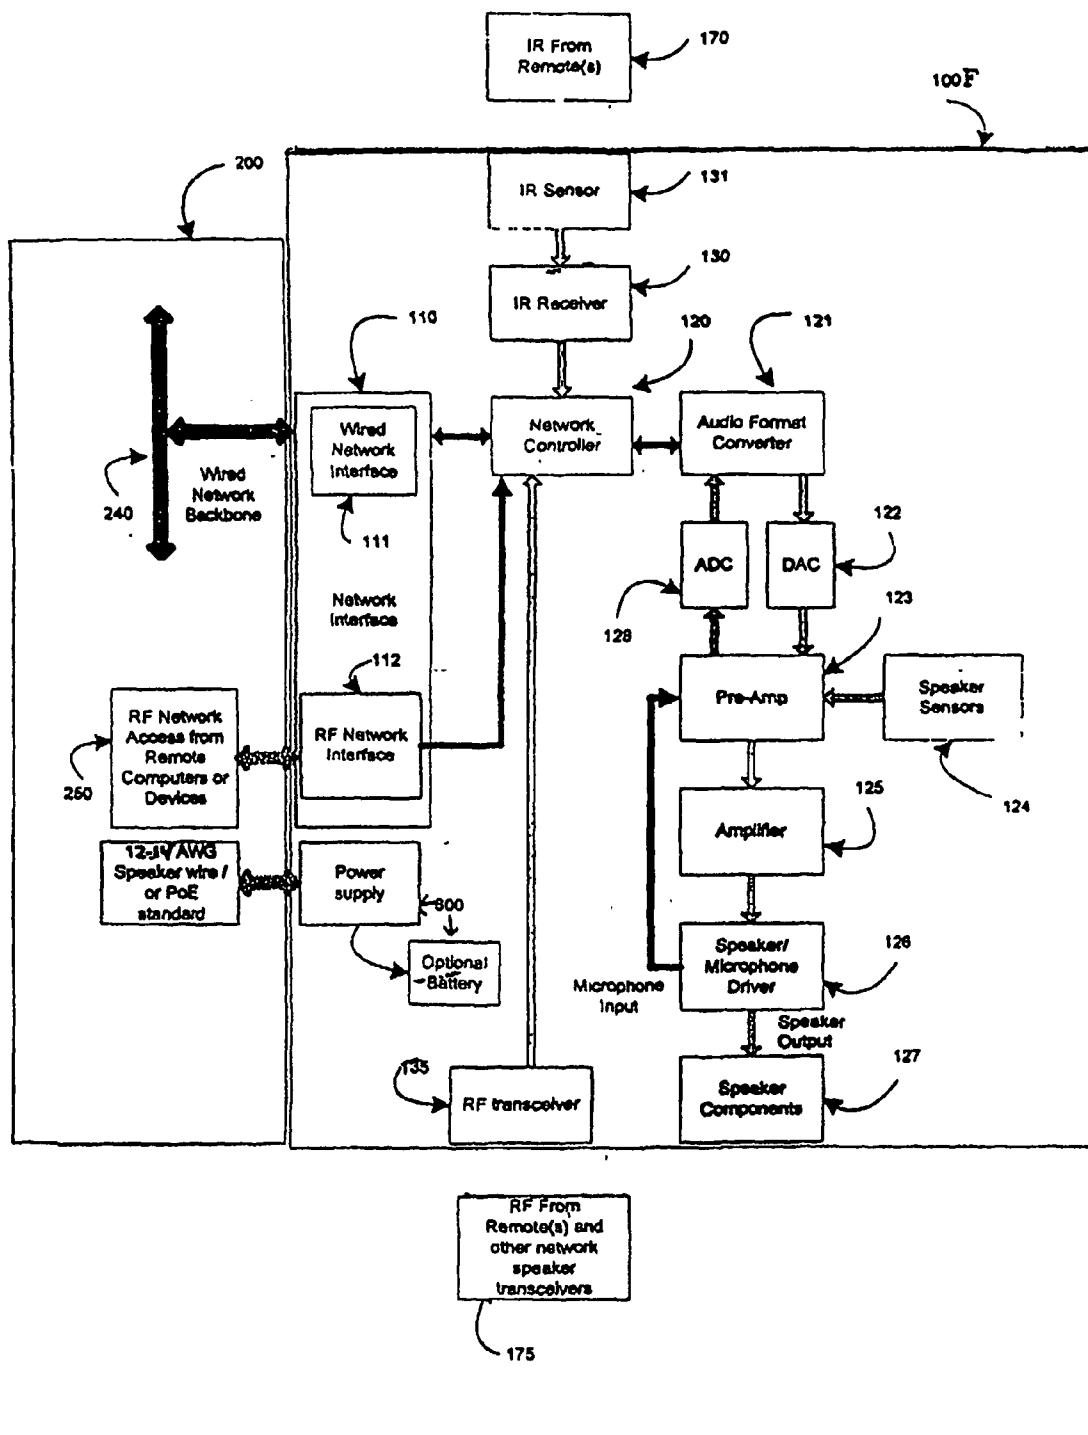 IR From
Remote(s)
170
100F
200
IR Sensor
131
IR Receiver
130
110
120
121
Wired
Network
Interface
Network
Controller
Audio Format
Converter
Wired
Network
Backbone
240
111
ADC
DAC
122
Network
Interface
128
123
112
Pre-Amp
Speaker
Sensors
RF Network
Access from
Remote
Computers or
Devices
RF Network
Interface
250
124
125
Amplifier
12-14 AWG
Speaker wire /
or PoE
standard
Power
supply
600
Optional
Battery
Speaker/
Microphone
Driver
126
Microphone
Input
Speaker
Output
135
RF transceiver
Speaker
Components
127
RF From
Remote(s) and
other network
speaker
transceivers
175